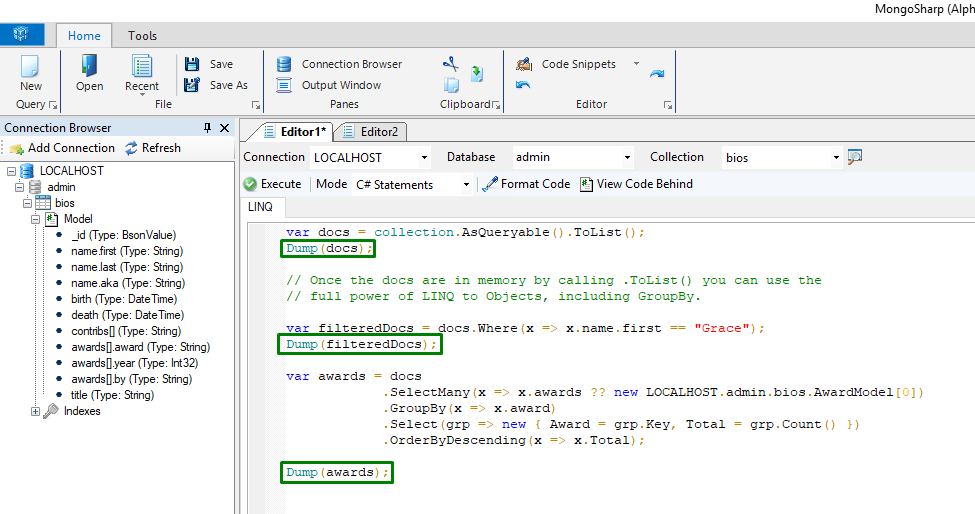 MongoSharp (Alph
Home Tools
New
Open
Recent
Save
Save As
Connection Browser
Output Window
Code Snippets
Query File Panes Clipboard Editor
Connection Browser
Add Connection Refresh
LOCALHOST
admin
bios
Model
_id (Type: BsonValue)
name.first (Type: String)
name.last (Type: String)
name.aka (Type: String)
birth (Type: DateTime)
death (Type: DateTime)
contribs[] (Type: String)
awards[].award (Type: String)
awards[].year (Type: Int32)
awards[].by (Type: String)
title (Type: String)
Indexes
Editor1* Editor2
Connection LOCALHOST Database admin Collection bios
Execute Mode C# Statements Format Code View Code Behind
LINQ
var docs = collection.AsQueryable().ToList();
Dump(docs);
// Once the docs are in memory by calling .ToList() you can use the
// full power of LINQ to Objects, including GroupBy.
var filteredDocs = docs.Where(x => x.name.first == "Grace");
Dump(filteredDocs);
var awards = docs
.SelectMany(x => x.awards ?? new LOCALHOST.admin.bios.AwardModel[0])
.GroupBy(x => x.award)
.Select(grp => new { Award = grp.Key, Total = grp.Count() })
.OrderByDescending(x => x.Total);
Dump(awards);